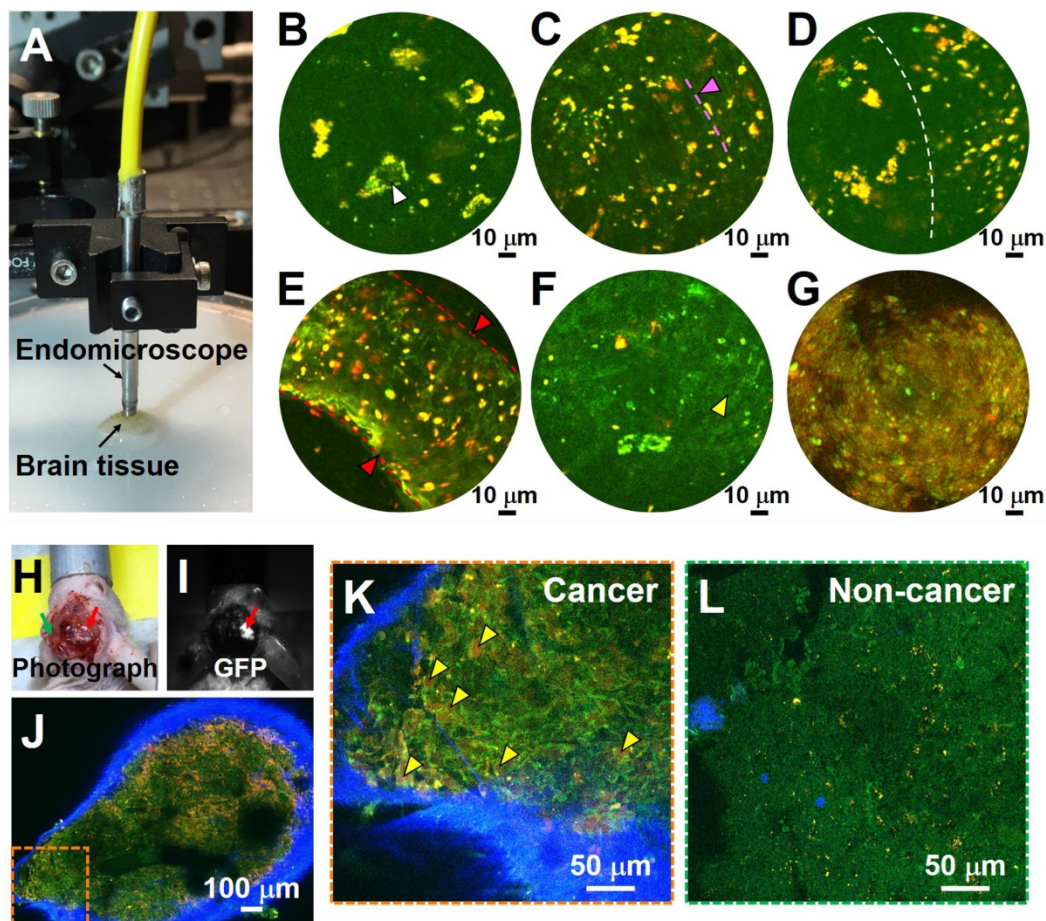 A
FO
Endomicroscope
Brain tissue
B
10 μm
C
10 μm
D
10 μm
E
10 μm
F
10 μm
G
10 μm
H
Photograph
I
GFP
J
100 μm
K
Cancer
50 μm
L
Non-cancer
50 μm